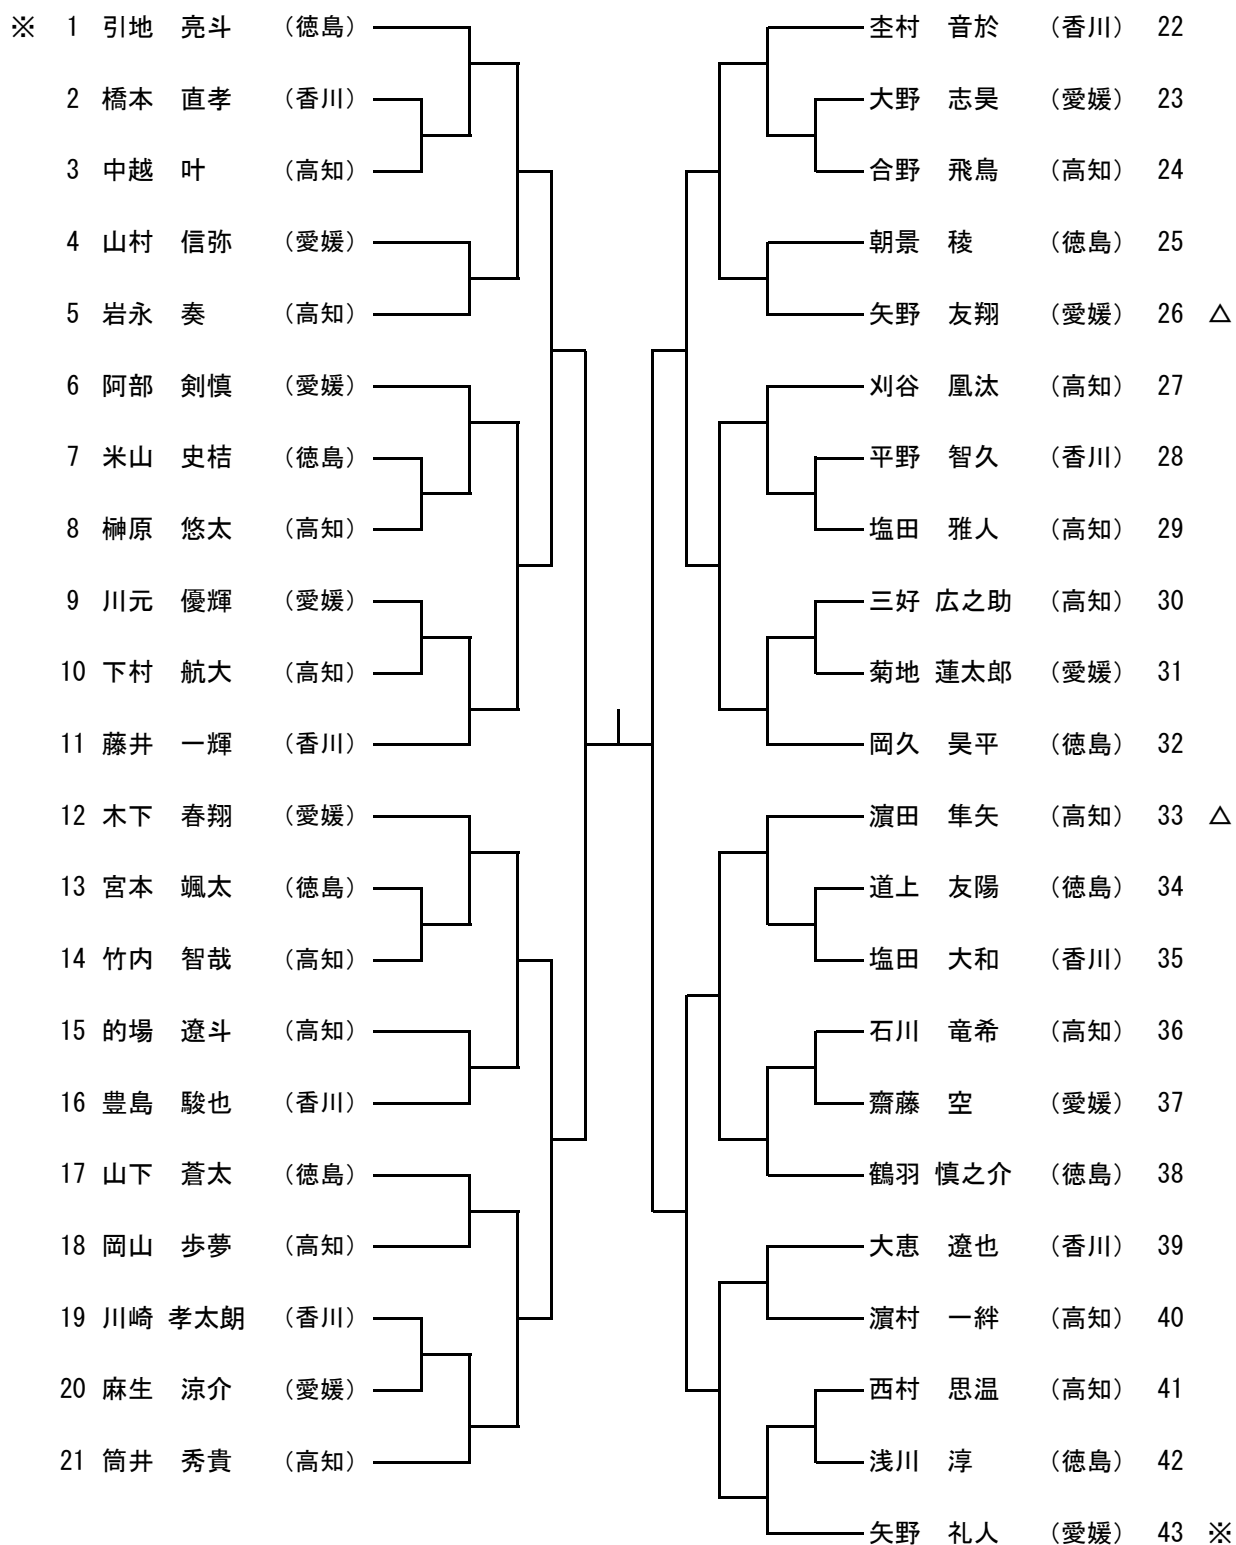 ※ 1 引地 亮斗 （徳島）
2 橋本 直孝 （香川）
3 中越 叶 （高知）
4 山村 信弥 （愛媛）
5 岩永 奏 （高知）
6 阿部 剣慎 （愛媛）
7 米山 史桔 （徳島）
8 榊原 悠太 （高知）
9 川元 優輝 （愛媛）
10 下村 航大 （高知）
11 藤井 一輝 （香川）
12 木下 春翔 （愛媛）
13 宮本 颯太 （徳島）
14 竹内 智哉 （高知）
15 的場 遼斗 （高知）
16 豊島 駿也 （香川）
17 山下 蒼太 （徳島）
18 岡山 歩夢 （高知）
19 川崎 孝太朗 （香川）
20 麻生 涼介 （愛媛）
21 筒井 秀貴 （高知）
杢村 音於 （香川） 22
大野 志昊 （愛媛） 23
合野 飛鳥 （高知） 24
朝景 稜 （徳島） 25
矢野 友翔 （愛媛） 26 △
刈谷 凰汰 （高知） 27
平野 智久 （香川） 28
塩田 雅人 （高知） 29
三好 広之助 （高知） 30
菊地 蓮太郎 （愛媛） 31
岡久 昊平 （徳島） 32
濵田 隼矢 （高知） 33 △
道上 友陽 （徳島） 34
塩田 大和 （香川） 35
石川 竜希 （高知） 36
齋藤 空 （愛媛） 37
鶴羽 慎之介 （徳島） 38
大恵 遼也 （香川） 39
濵村 一絆 （高知） 40
西村 思温 （高知） 41
浅川 淳 （徳島） 42
矢野 礼人 （愛媛） 43 ※